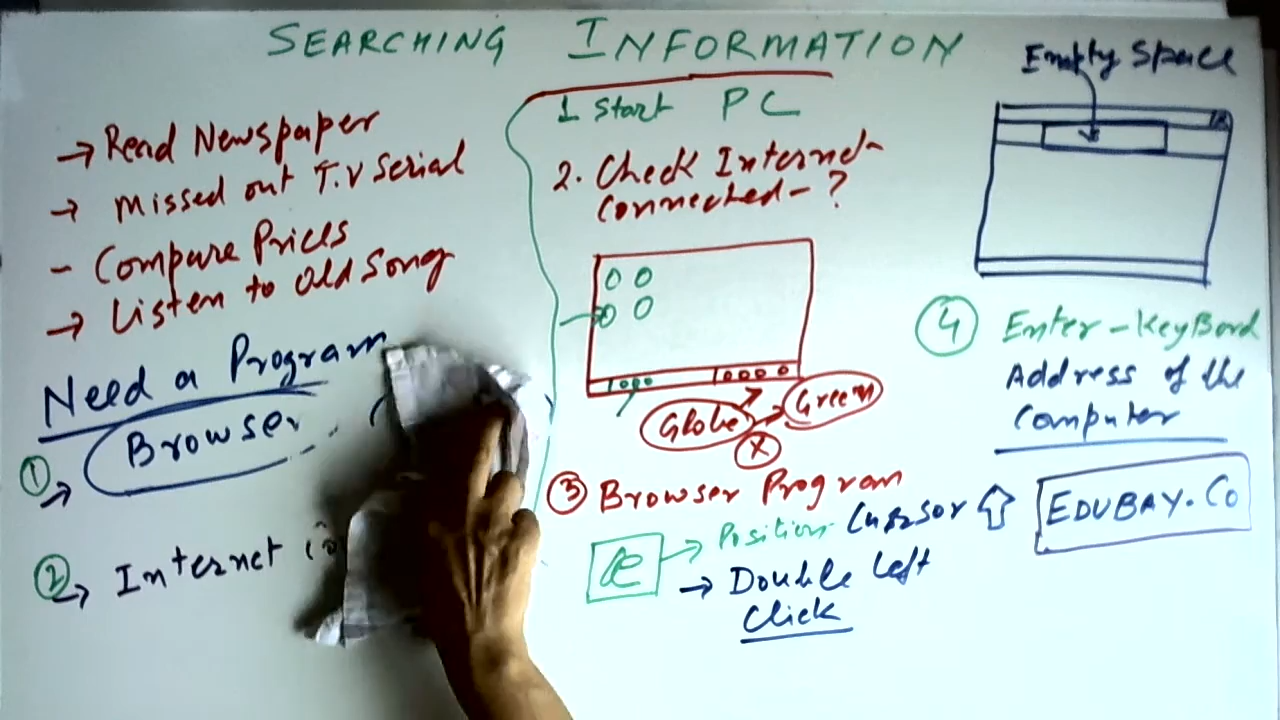 SEARCHING INFORMATION
→ Read Newspaper
→ Missed out T.V Serial
- Compare Prices
→ Listen to Old Song
Need a Program
Browser
1 →
2 → Internet
1 Start PC
2. Check Internet
Connected - ?
Globe
Green
X
3 Browser Program
e → Position Cursor
→ Double left
Click
Empty Space
4 Enter - KeyBord
Address of the
Computer
EDUBAY.CO